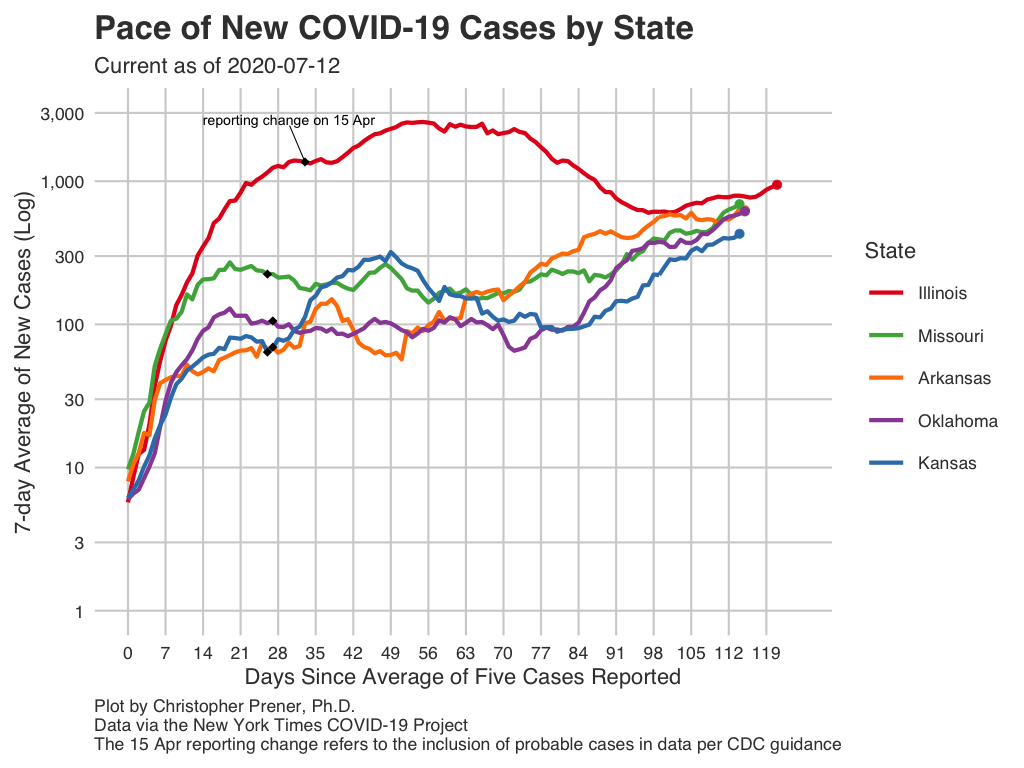 Pace of New COVID-19 Cases by State
Current as of 2020-07-12
reporting change on 15 Apr
7-day Average of New Cases (Log)
3,000
1,000
300
100
30
10
3
1
0 7 14 21 28 35 42 49 56 63 70 77 84 91 98 105 112 119
Days Since Average of Five Cases Reported
State
Illinois
Missouri
Arkansas
Oklahoma
Kansas
Plot by Christopher Prener, Ph.D.
Data via the New York Times COVID-19 Project
The 15 Apr reporting change refers to the inclusion of probable cases in data per CDC guidance